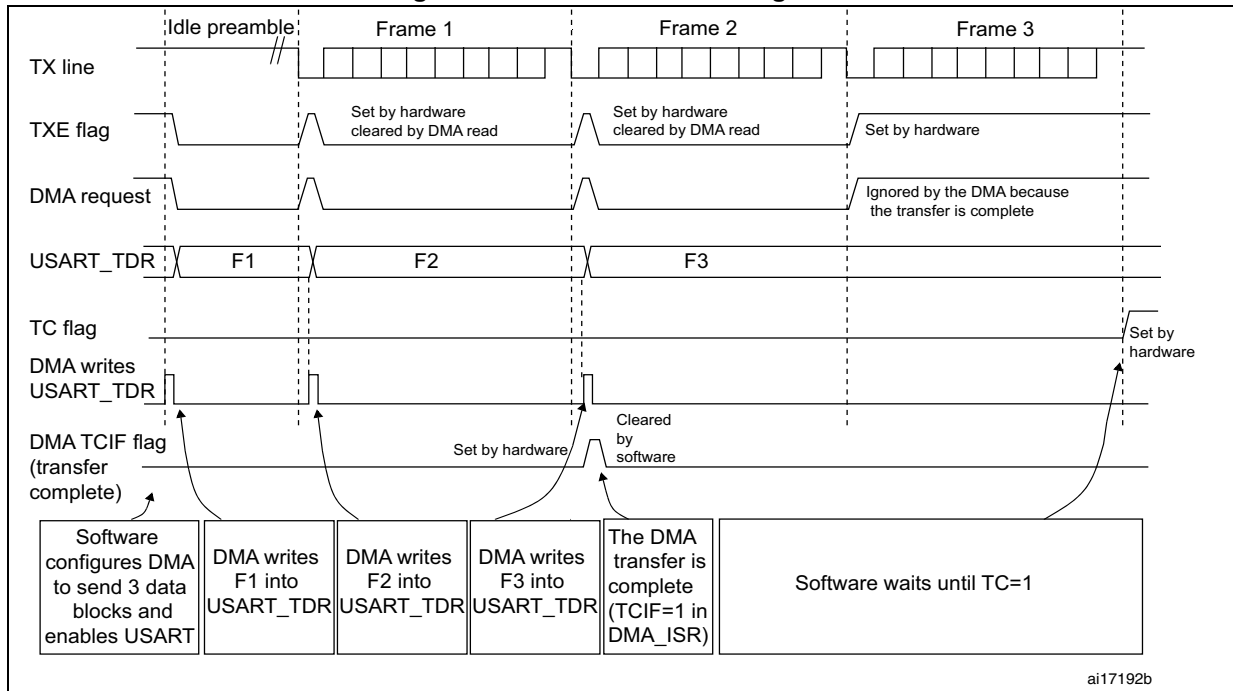 Idle preamble
Frame 1
Frame 2
Frame 3
TX line
TXE flag
Set by hardware
cleared by DMA read
Set by hardware
cleared by DMA read
Set by hardware
DMA request
Ignored by the DMA because
the transfer is complete
USART_TDR
F1
F2
F3
TC flag
Set by
hardware
DMA writes
USART_TDR
DMA TCIF flag
(transfer
complete)
Set by hardware
Cleared
by
software
Software
configures DMA
to send 3 data
blocks and
enables USART
DMA writes
F1 into
USART_TDR
DMA writes
F2 into
USART_TDR
DMA writes
F3 into
USART_TDR
The DMA
transfer is
complete
(TCIF=1 in
DMA_ISR)
Software waits until TC=1
ai17192b